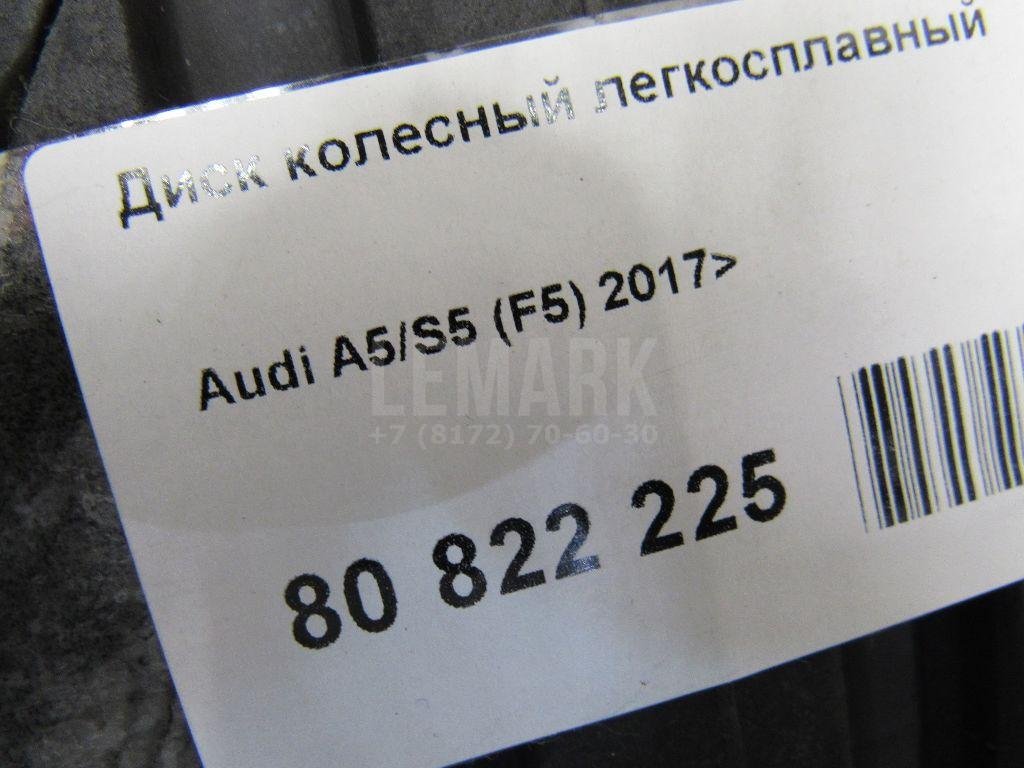 Диск колесный легкосплавный
Audi A5/S5 (F5) 2017>
LEMARK
+7 (8172) 70-60-30
80 822 225